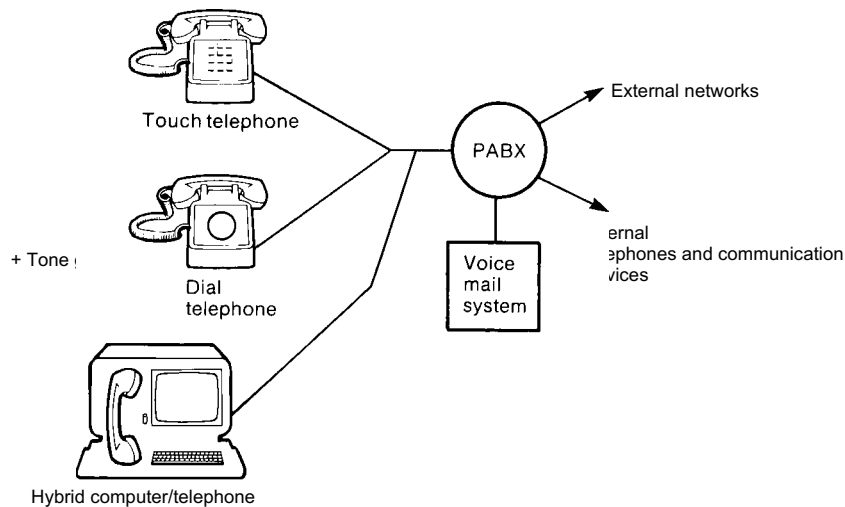 Touch telephone
External networks
PABX
+ Tone
Dial
telephone
Voice
mail
system
ernal
ephones and communication
vices
Hybrid computer/telephone